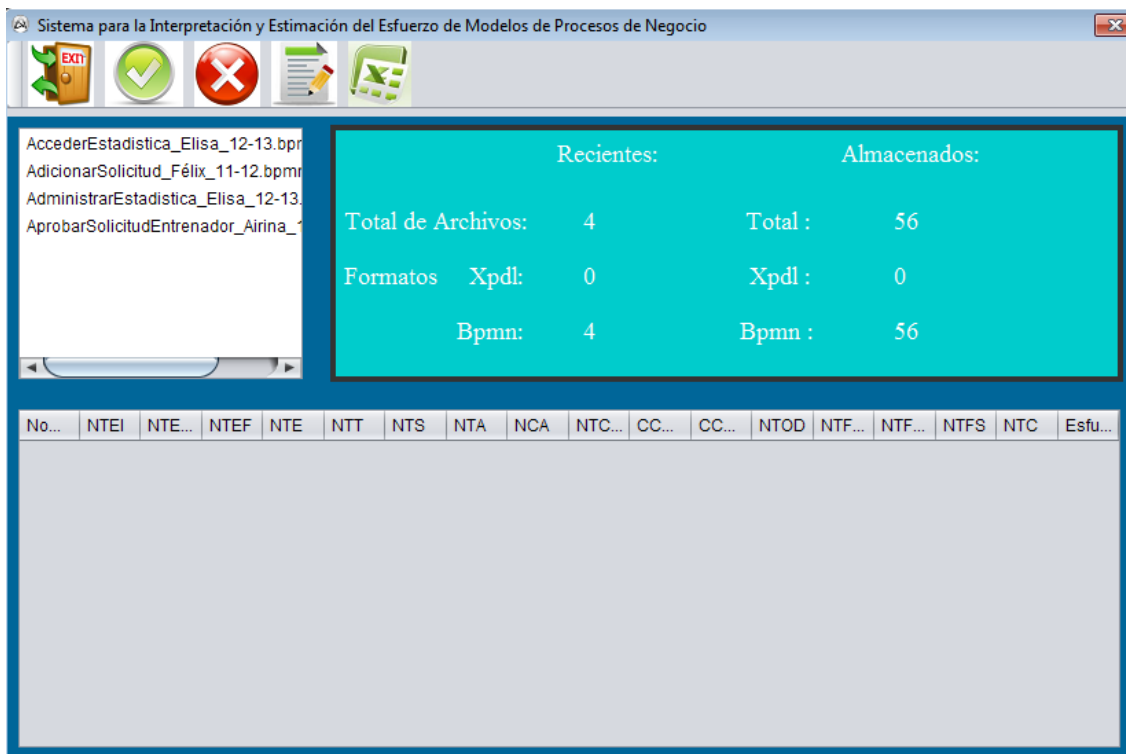 Sistema para la Interpretación y Estimación del Esfuerzo de Modelos de Procesos de Negocio
EXIT
AccederEstadistica_Elisa_12-13.bpr
AdicionarSolicitud_Félix_11-12.bpmn
AdministrarEstadistica_Elisa_12-13.
AprobarSolicitudEntrenador_Airina_1
Recientes: Almacenados:
Total de Archivos: 4 Total : 56
Formatos Xpdl: 0 Xpdl : 0
Bpmn: 4 Bpmn : 56
No... NTEI NTE... NTEF NTE NTT NTS NTA NCA NTC... CC... CC... NTOD NTF... NTF... NTFS NTC Esfu...